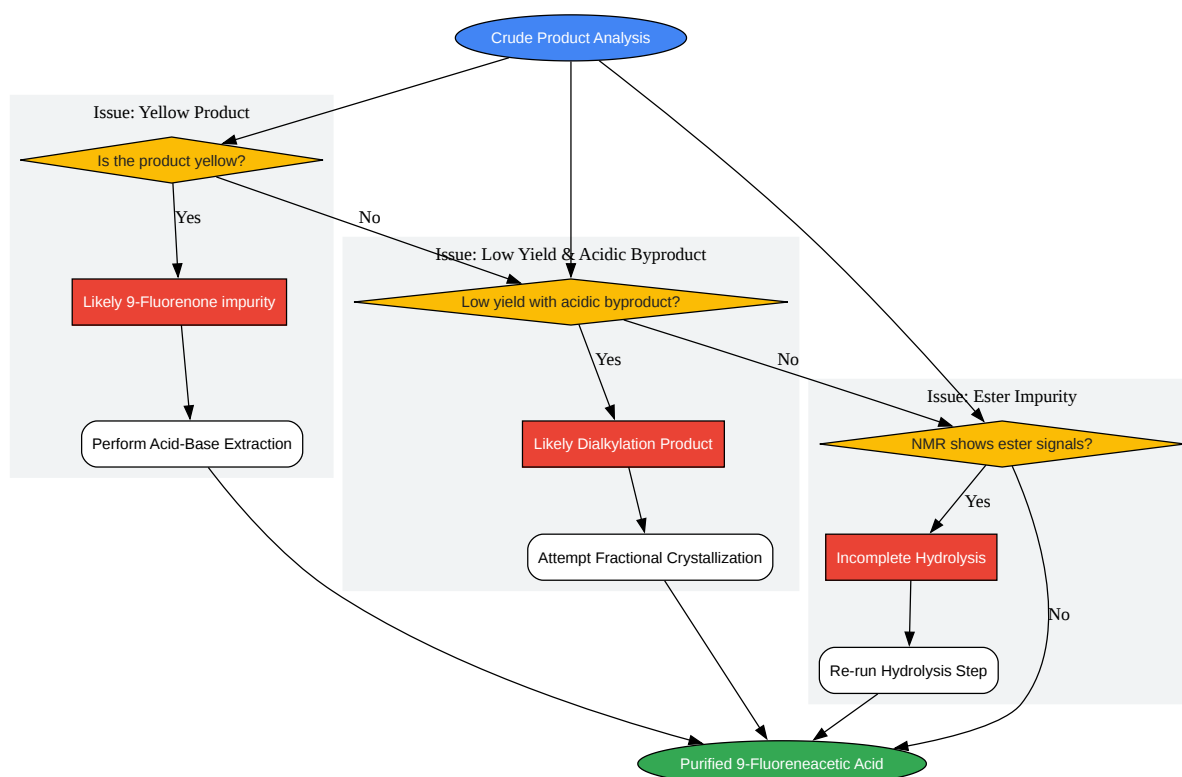 Crude Product Analysis
Issue: Yellow Product
Is the product yellow?
Yes
No
Issue: Low Yield & Acidic Byproduct
Likely 9-Fluorenone impurity
Low yield with acidic byproduct?
Yes
No
Issue: Ester Impurity
Perform Acid-Base Extraction
Likely Dialkylation Product
NMR shows ester signals?
Yes
Attempt Fractional Crystallization
Incomplete Hydrolysis
No
Re-run Hydrolysis Step
Purified 9-Fluoreneacetic Acid